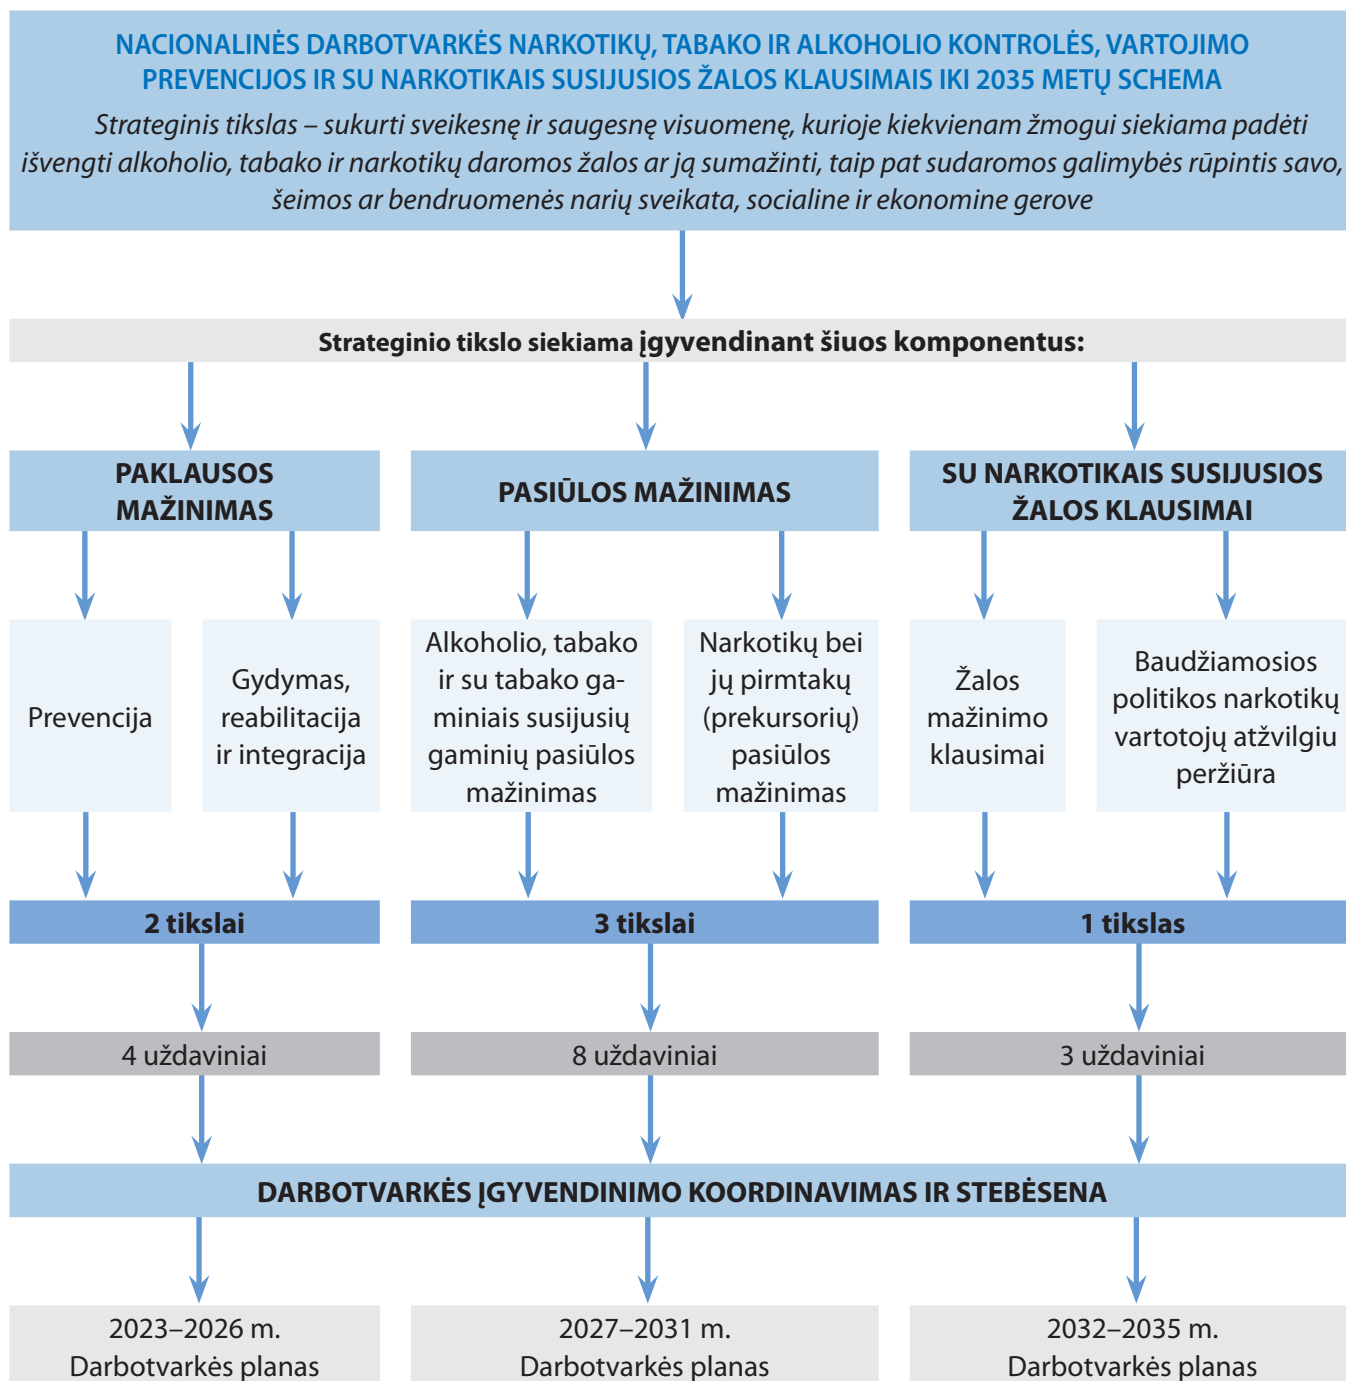 NACIONALINĖS DARBOTVARKĖS NARKOTIKŲ, TABAKO IR ALKOHOLIO KONTROLĖS, VARTOJIMO
PREVENCIJOS IR SU NARKOTIKAIS SUSIJUSIOS ŽALOS KLAUSIMAIS IKI 2035 METŲ SCHEMA
Strateginis tikslas – sukurti sveikesnę ir saugesnę visuomenę, kurioje kiekvienam žmogui siekiama padėti
išvengti alkoholio, tabako ir narkotikų daromos žalos ar ją sumažinti, taip pat sudaromos galimybės rūpintis savo,
šeimos ar bendruomenės narių sveikata, socialine ir ekonomine gerove
Strateginio tikslo siekiama įgyvendinant šiuos komponentus:
PAKLAUSOS
MAŽINIMAS
PASIŪLOS MAŽINIMAS
SU NARKOTIKAIS SUSIJUSIOS
ŽALOS KLAUSIMAI
Prevencija
Gydymas,
reabilitacija
ir integracija
Alkoholio, tabako
ir su tabako ga-
miniais susijusių
gaminių pasiūlos
mažinimas
Narkotikų bei
jų pirmtakų
(prekursorių)
pasiūlos
mažinimas
Žalos
mažinimo
klausimai
Baudžiamosios
politikos narkotikų
vartotojų atžvilgiu
peržiūra
2 tikslai
3 tikslai
1 tikslas
4 uždaviniai
8 uždaviniai
3 uždaviniai
DARBOTVARKĖS ĮGYVENDINIMO KOORDINAVIMAS IR STEBĖSENA
2023–2026 m.
Darbotvarkės planas
2027–2031 m.
Darbotvarkės planas
2032–2035 m.
Darbotvarkės planas